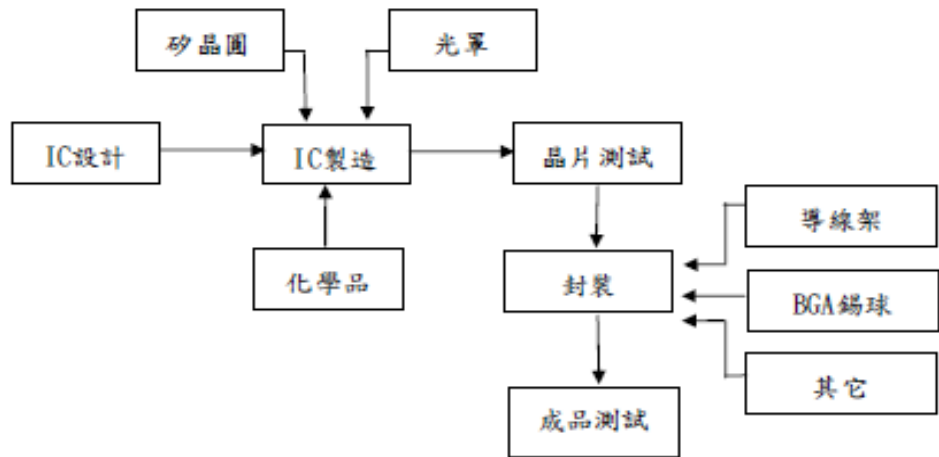 矽晶圓
光罩
IC設計
IC製造
晶片測試
導線架
化學品
封裝
BGA錫球
其它
成品測試